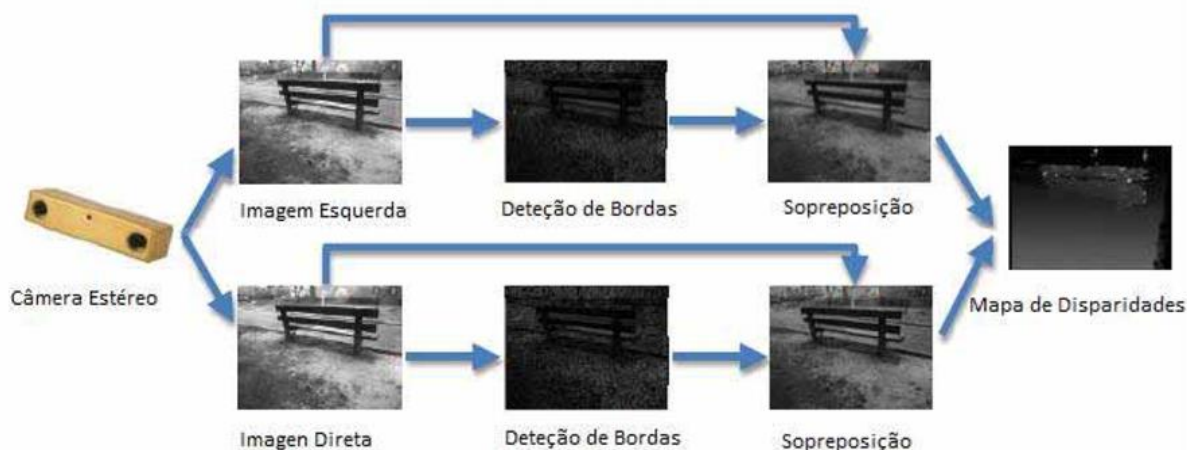 Imagem Esquerda
Deteção de Bordas
Sopreposição
Câmera Estéreo
Mapa de Disparidades
Imagen Direta
Deteção de Bordas
Sopreposição